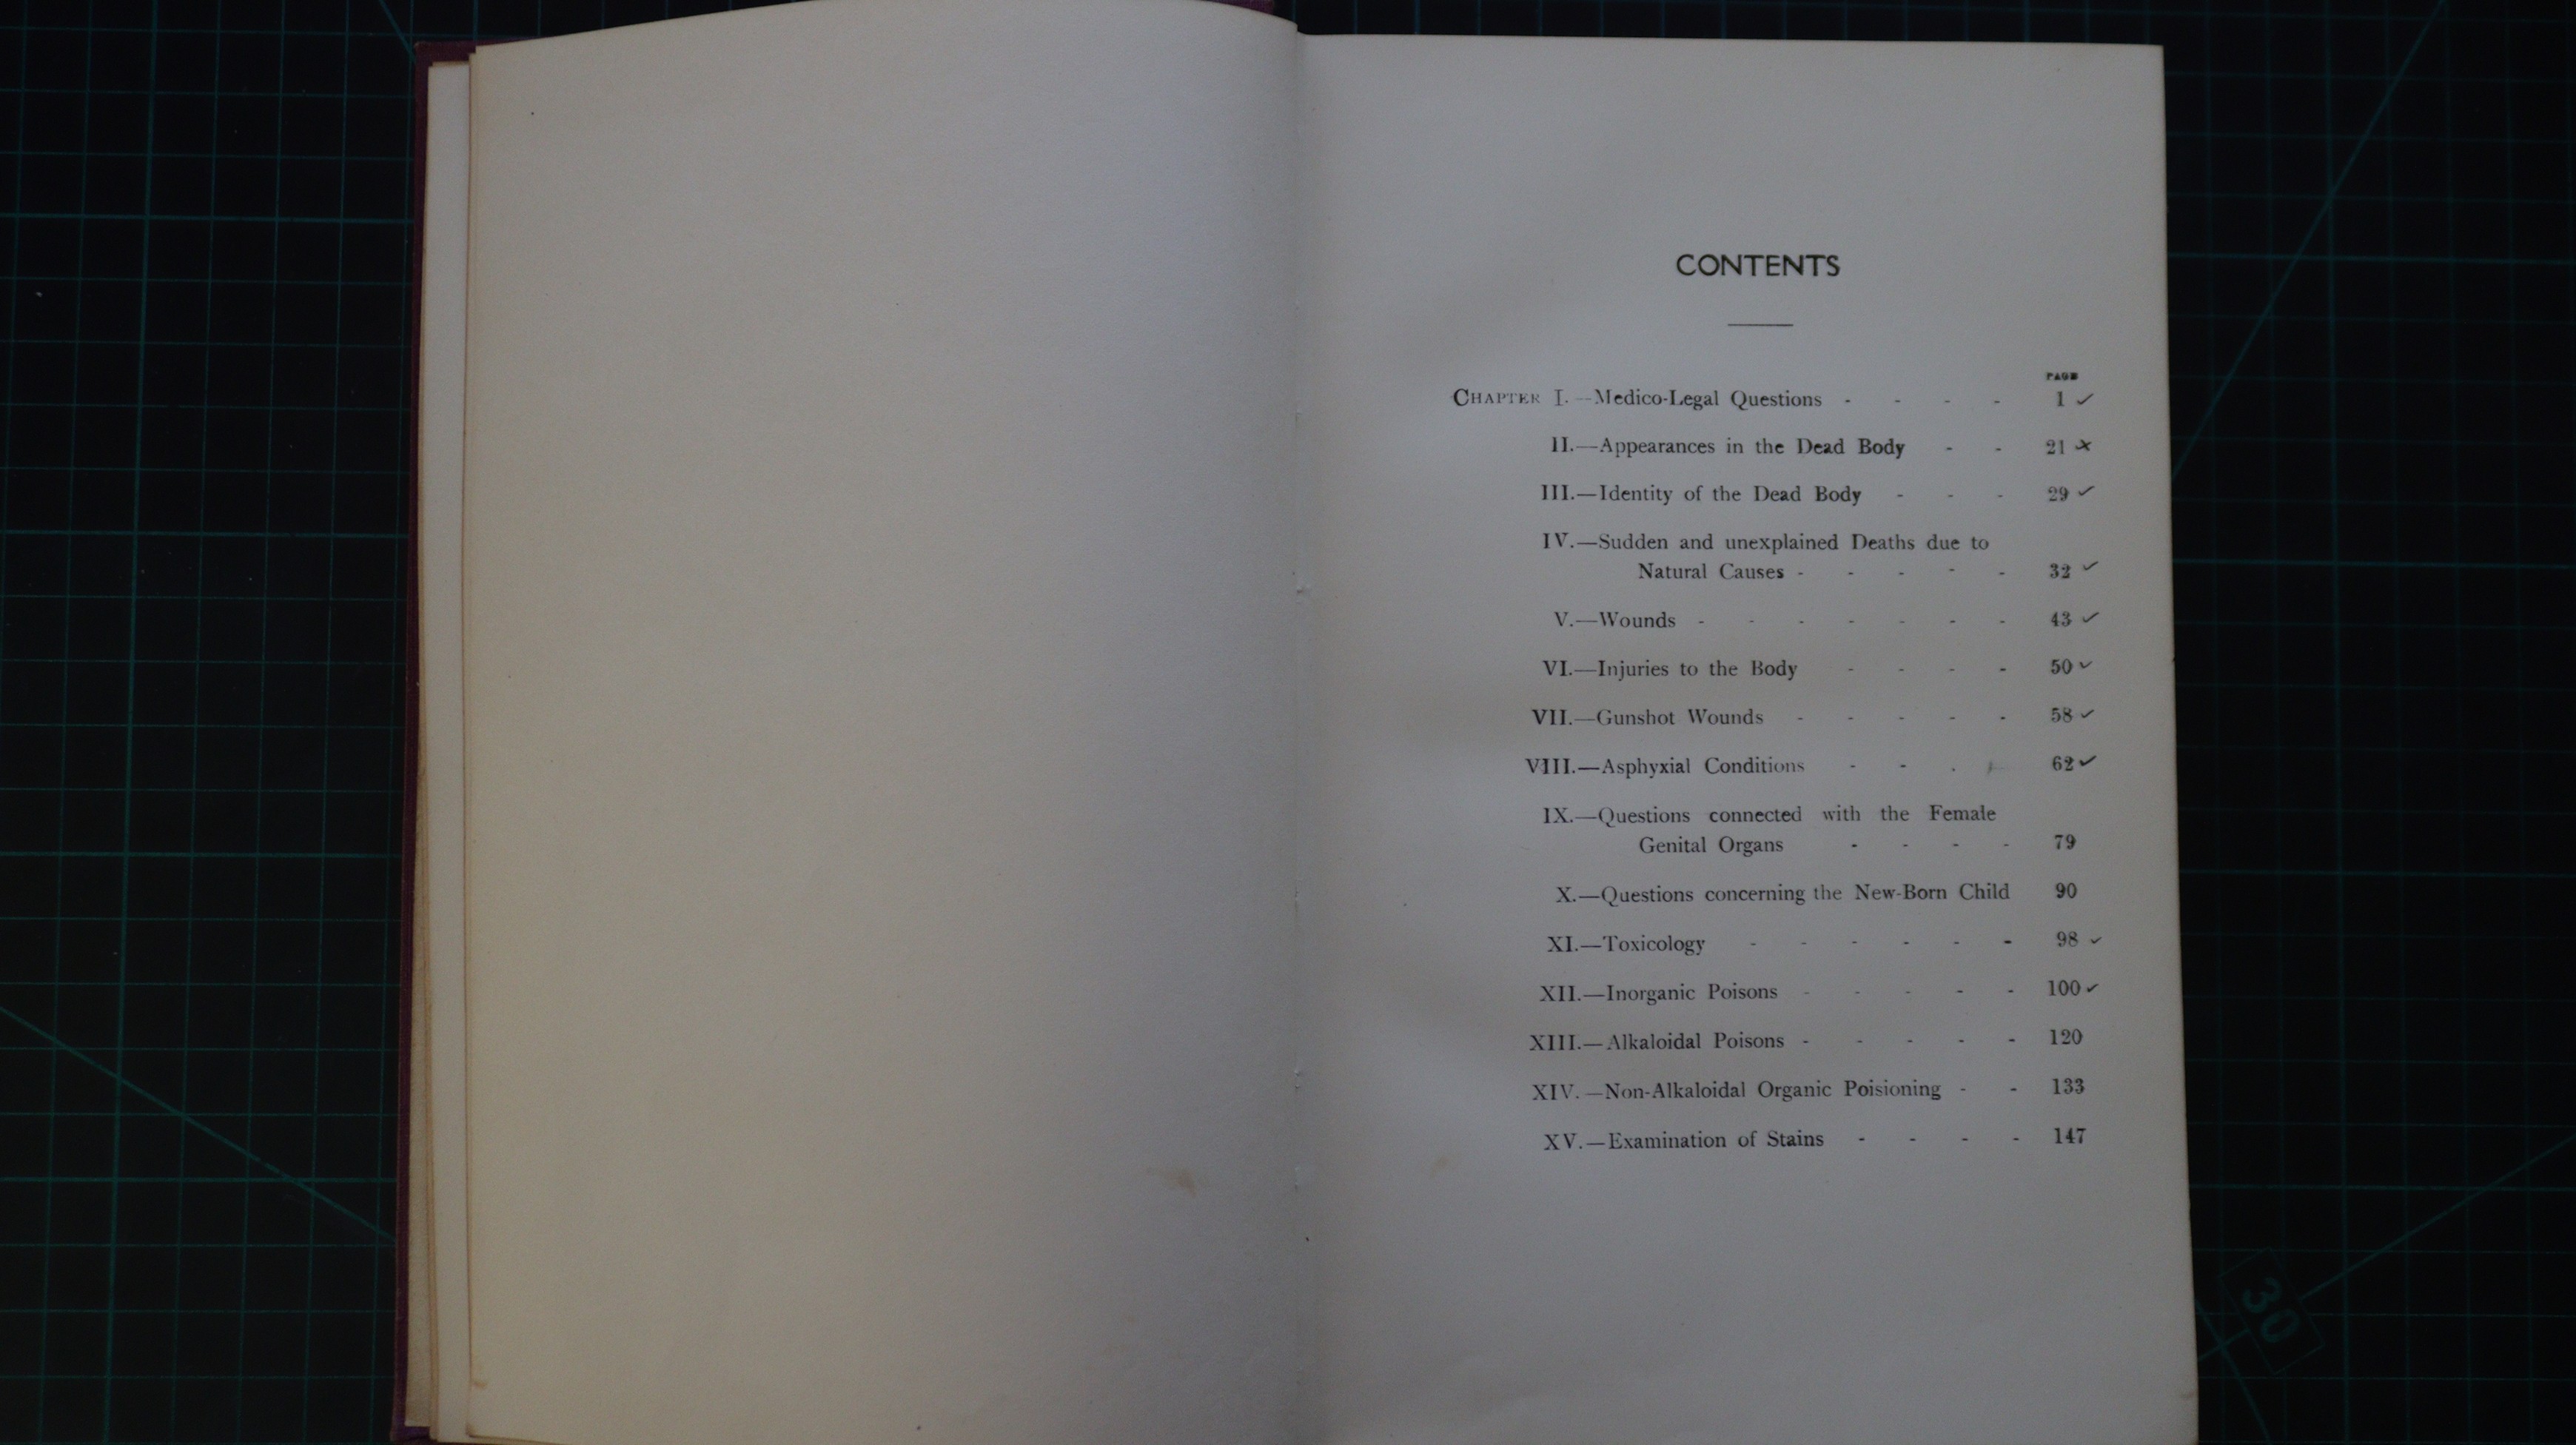 CONTENTS
PAGE
CHAPTER I.—Medico-Legal Questions - - - - 1 ✓
II.—Appearances in the Dead Body - - 21 ×
III.—Identity of the Dead Body - - - 29 ✓
IV.—Sudden and unexplained Deaths due to
Natural Causes - - - - - 32 ✓
V.—Wounds - - - - - - - 43 ✓
VI.—Injuries to the Body - - - - 50 ✓
VII.—Gunshot Wounds - - - - - 58 ✓
VIII.—Asphyxial Conditions - - - - 62 ✓
IX.—Questions connected with the Female
Genital Organs - - - - 79
X.—Questions concerning the New-Born Child 90
XI.—Toxicology - - - - - - 98 ✓
XII.—Inorganic Poisons - - - - - 100 ✓
XIII.—Alkaloidal Poisons - - - - - 120
XIV.—Non-Alkaloidal Organic Poisioning - - 133
XV.—Examination of Stains - - - - 147
30